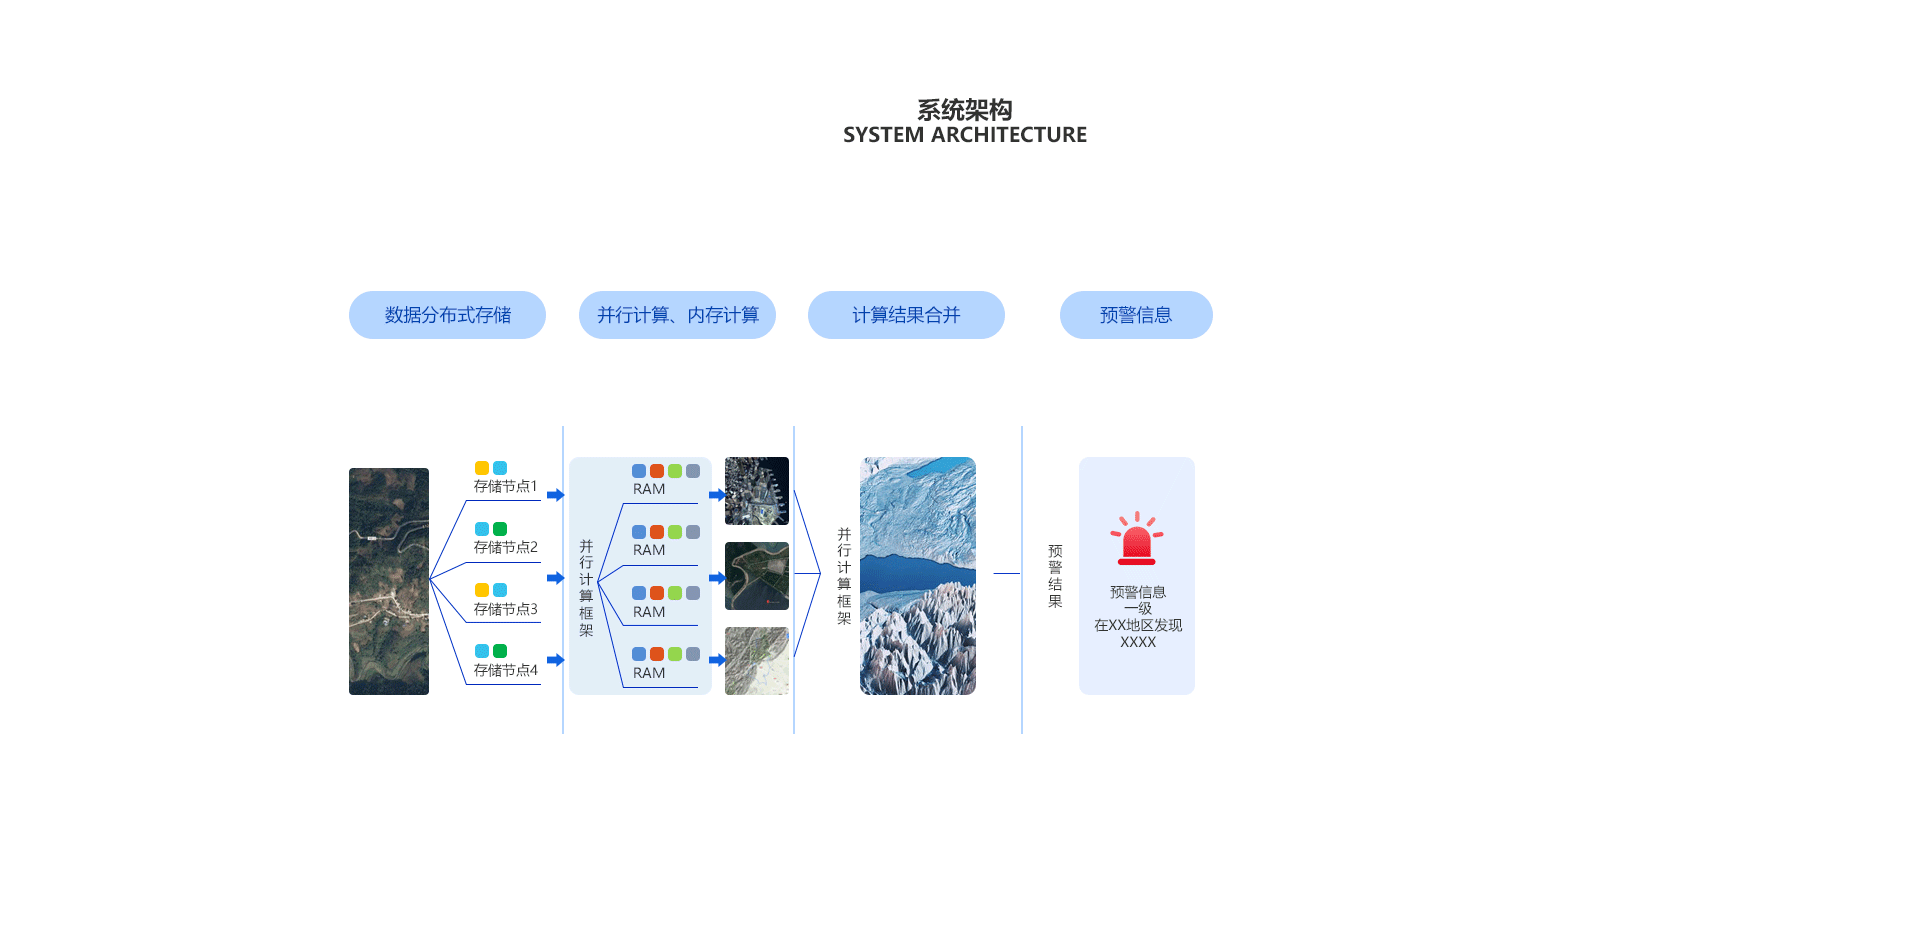 系统架构
SYSTEM ARCHITECTURE
数据分布式存储
并行计算、内存计算
计算结果合并
预警信息
存储节点1
存储节点2
存储节点3
存储节点4
并行计算框架
RAM
RAM
RAM
RAM
并行计算框架
预警结果
预警信息
一级
在XX地区发现
XXXX